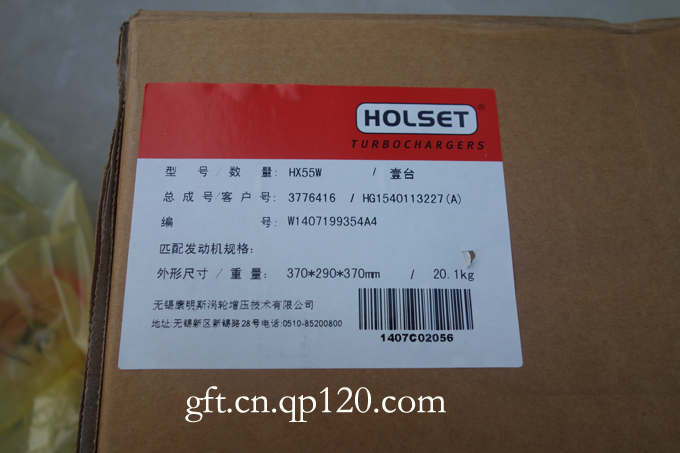 HOLSET®
TURBOCHARGERS
型号/数量: HX55W / 壹台
总成号/客户号: 3776416 / HG1540113227(A)
编号: W1407199354A4
匹配发动机规格:
外形尺寸/重量: 370*290*370mm / 20.1kg
无锡康明斯涡轮增压技术有限公司
地址:无锡新区新锡路28号电话:0510-85200800
1407C02056
gft.cn.qp120.com